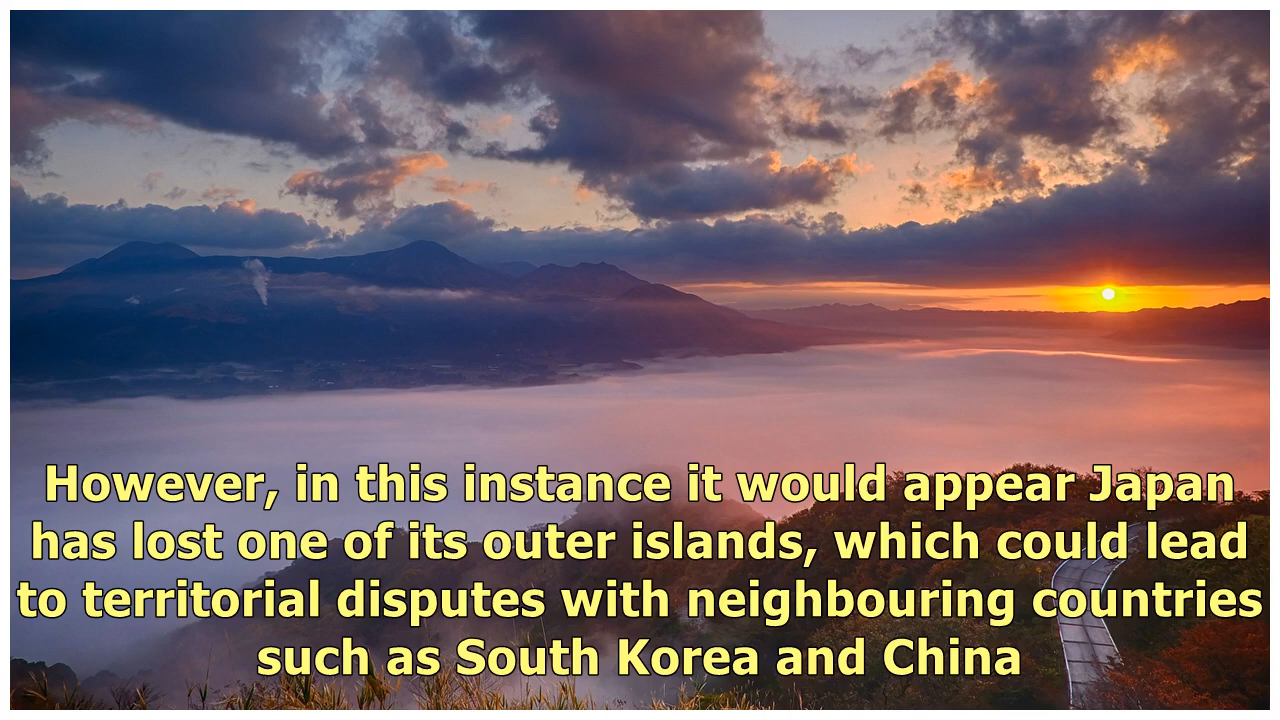 However, in this instance it would appear Japan
has lost one of its outer islands, which could lead
to territorial disputes with neighbouring countries
such as South Korea and China